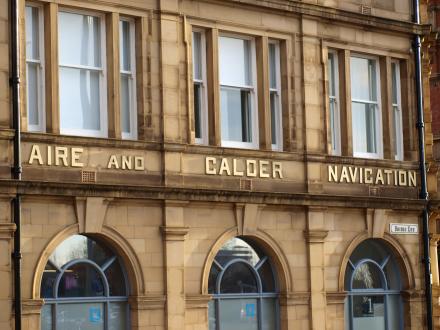 AIRE AND CALDER NAVIGATION